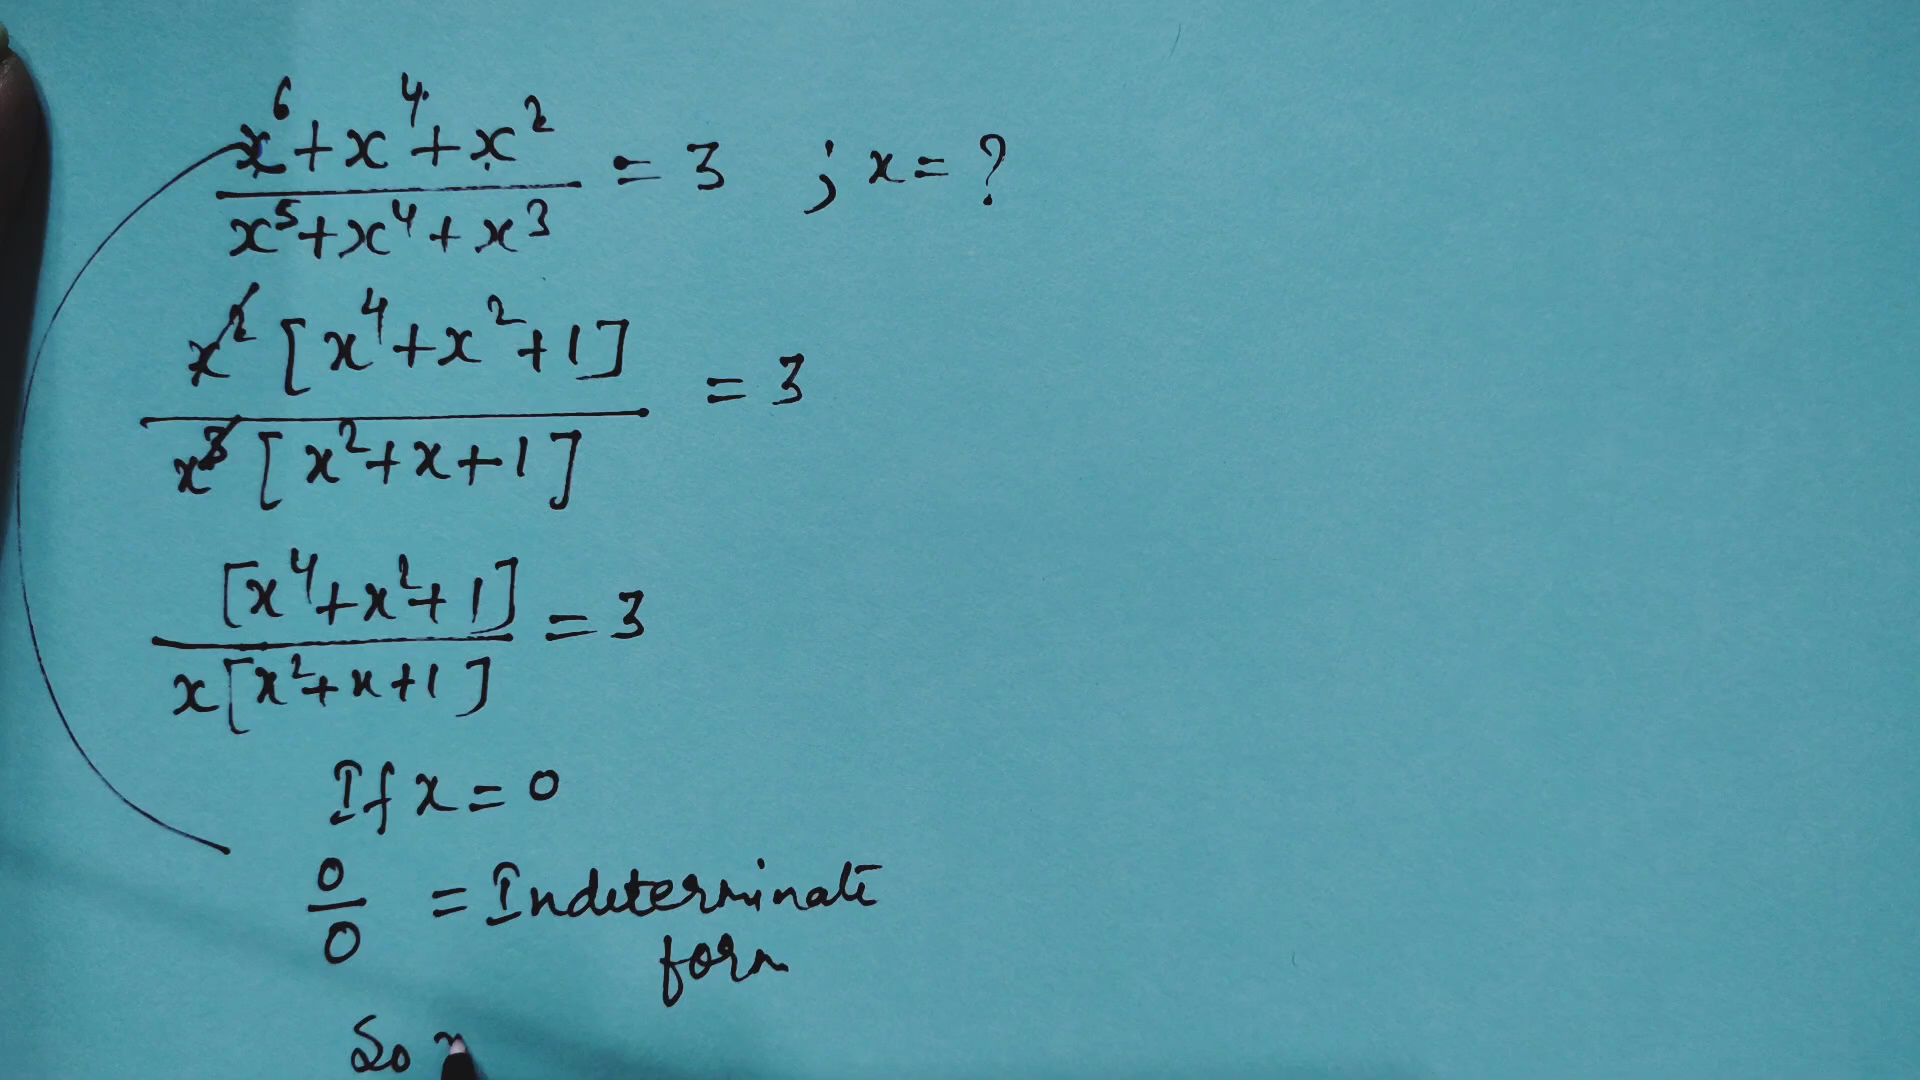 x⁶+x⁴+x² / x⁵+x⁴+x³ = 3 ; x = ?
x² [x⁴+x²+1] / x³ [x²+x+1] = 3
[x⁴+x²+1] / x[x²+x+1] = 3
If x = 0
0/0 = Indeterminate
form
So x